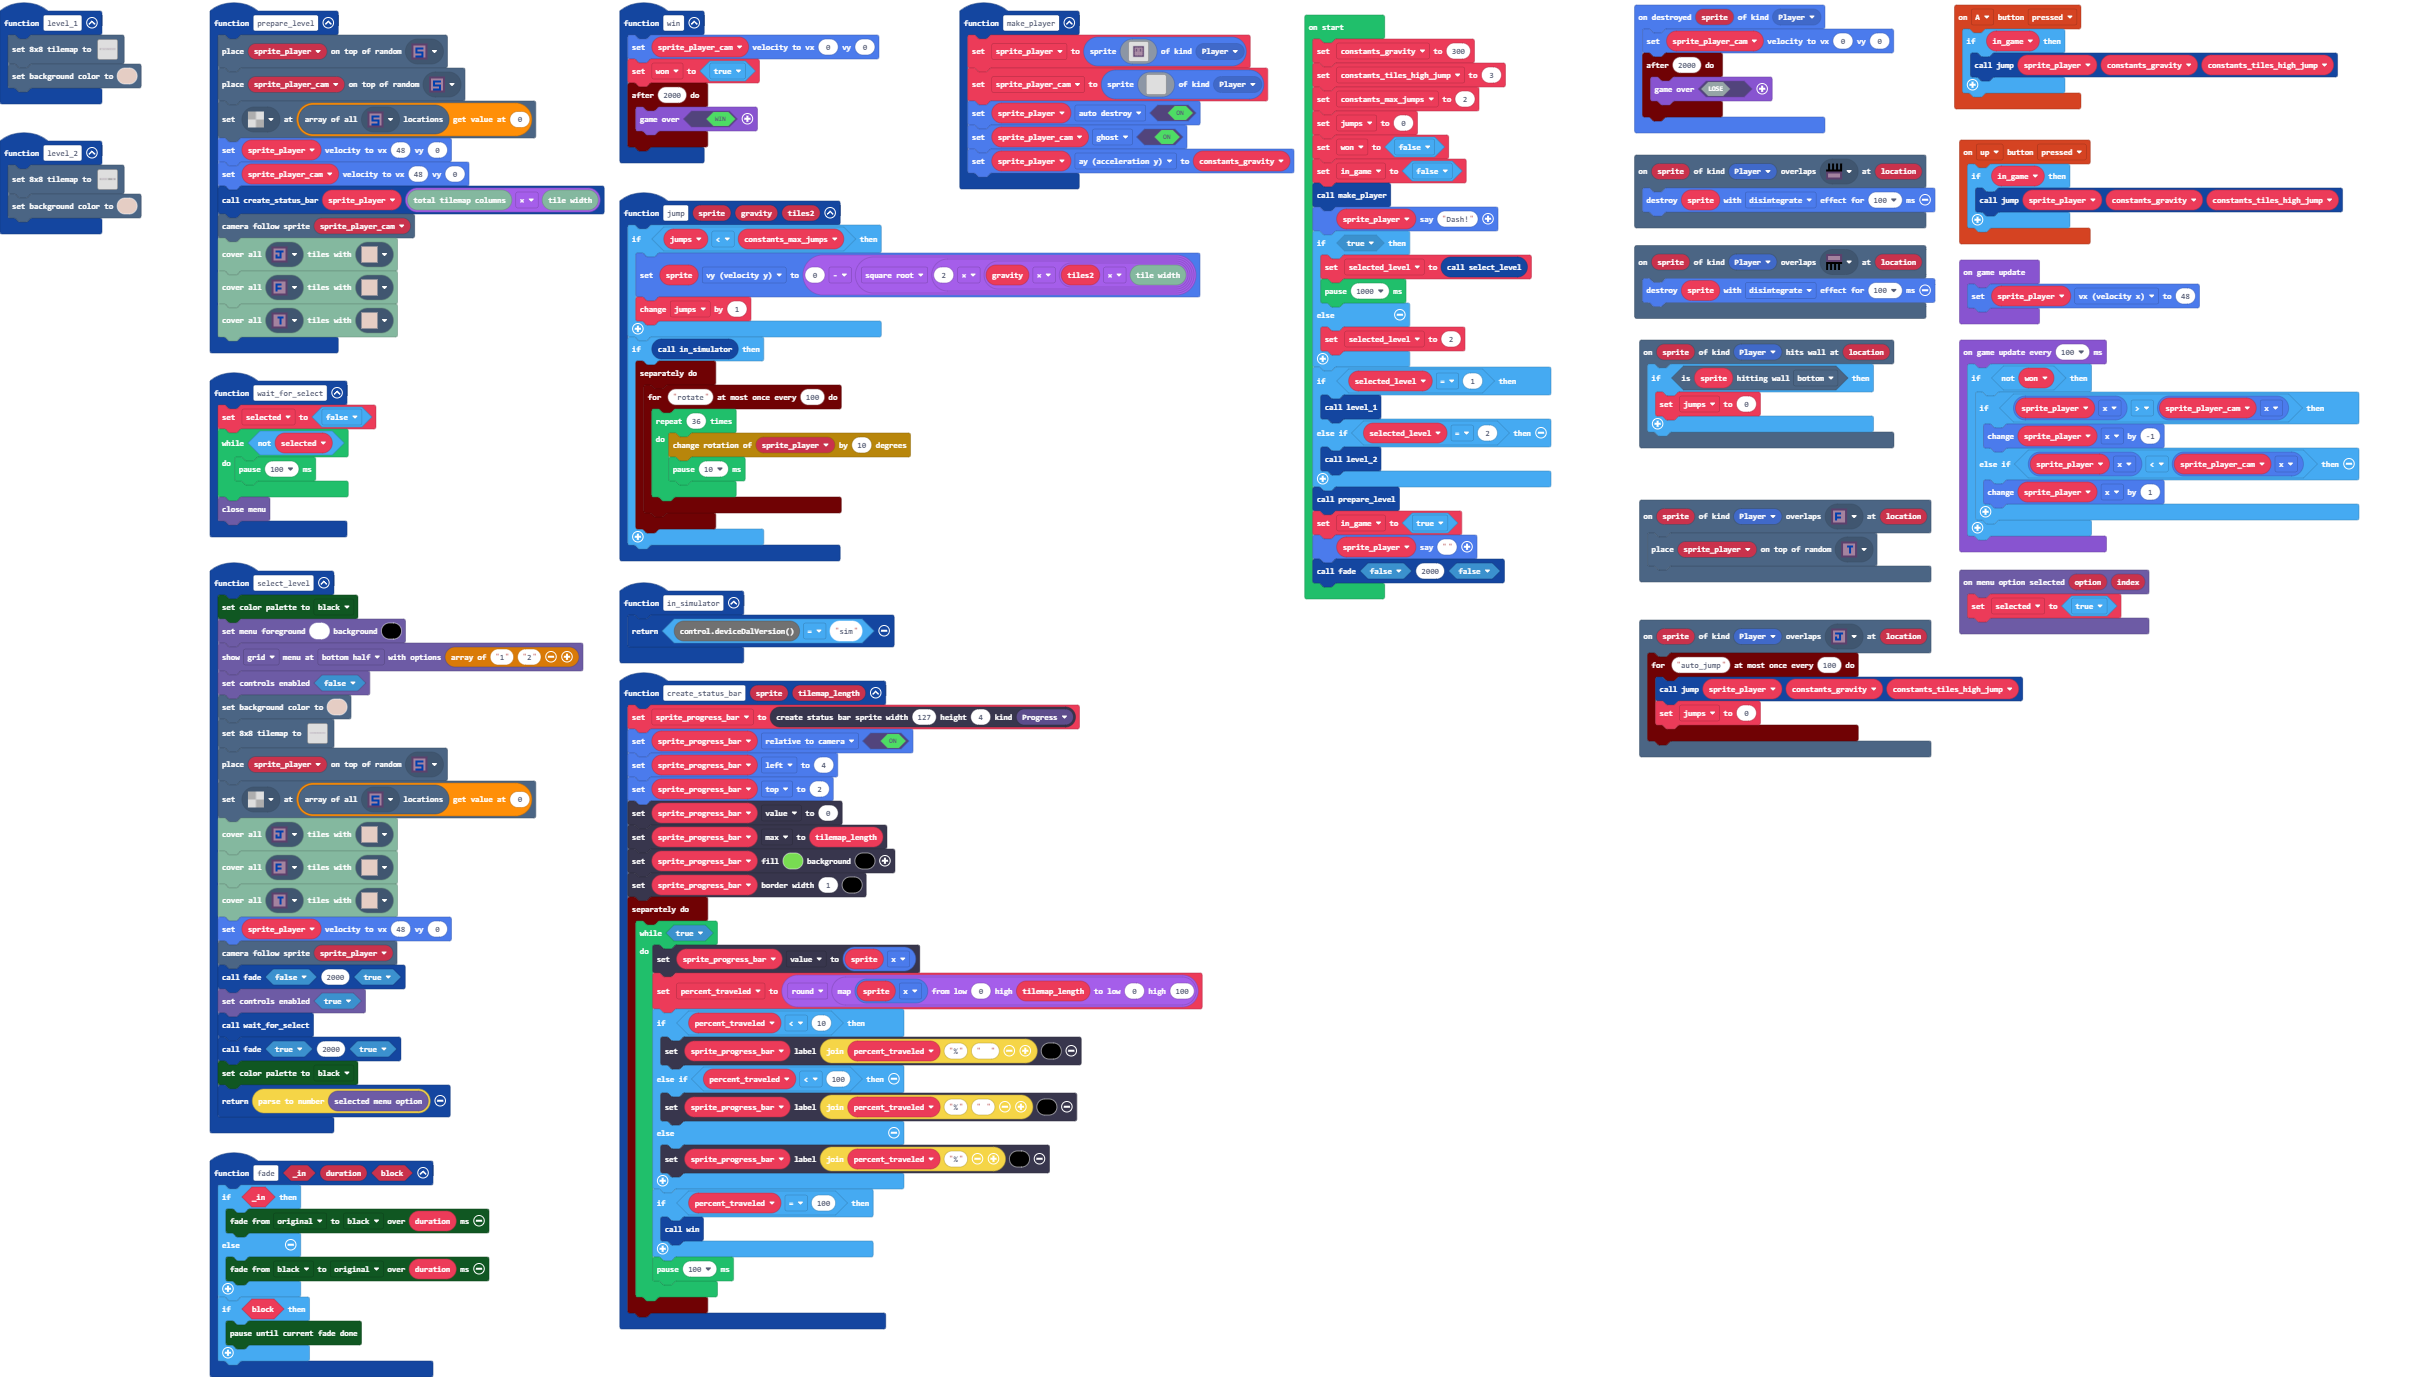 function level_1
set 8x8 tilemap to
set background color to
function level_2
set 8x8 tilemap to
set background color to
function prepare_level
place sprite_player on top of random S
place sprite_player_cam on top of random S
set at array of all S locations get value at 0
set sprite_player velocity to vx 48 vy 0
set sprite_player_cam velocity to vx 48 vy 0
call create_status_bar sprite_player total tilemap columns × tile width
camera follow sprite sprite_player_cam
cover all J tiles with
cover all F tiles with
cover all T tiles with
function wait_for_select
set selected to false
while not selected
do pause 100 ms
close menu
function select_level
set color palette to black
set menu foreground background
show grid menu at bottom half with options array of "1" "2"
set controls enabled false
set background color to
set 8x8 tilemap to
place sprite_player on top of random S
set at array of all S locations get value at 0
cover all J tiles with
cover all F tiles with
cover all T tiles with
set sprite_player velocity to vx 48 vy 0
camera follow sprite sprite_player
call fade false 2000 true
set controls enabled true
call wait_for_select
call fade true 2000 true
set color palette to black
return parse to number selected menu option
function fade _in duration block
if _in then
fade from original to black over duration ms
else
fade from black to original over duration ms
if block then
pause until current fade done
function win
set sprite_player_cam velocity to vx 0 vy 0
set won to true
after 2000 do
game over WIN
function jump sprite gravity tiles2
if jumps < constants_max_jumps then
set sprite vy (velocity y) to 0 - square root 2 × gravity × tiles2 × tile width
change jumps by 1
if call in_simulator then
separately do
for "rotate" at most once every 100 do
repeat 36 times
do change rotation of sprite_player by 10 degrees
pause 10 ms
function in_simulator
return control.deviceDalVersion() = "sim"
function create_status_bar sprite tilemap_length
set sprite_progress_bar to create status bar sprite width 127 height 4 kind Progress
set sprite_progress_bar relative to camera ON
set sprite_progress_bar left to 4
set sprite_progress_bar top to 2
set sprite_progress_bar value to 0
set sprite_progress_bar max to tilemap_length
set sprite_progress_bar fill background
set sprite_progress_bar border width 1
separately do
while true
do set sprite_progress_bar value to sprite x
set percent_traveled to round map sprite x from low 0 high tilemap_length to low 0 high 100
if percent_traveled < 10 then
set sprite_progress_bar label join percent_traveled "%" "  "
else if percent_traveled < 100 then
set sprite_progress_bar label join percent_traveled "%" " "
else
set sprite_progress_bar label join percent_traveled "%"
if percent_traveled = 100 then
call win
pause 100 ms
function make_player
set sprite_player to sprite of kind Player
set sprite_player_cam to sprite of kind Player
set sprite_player auto destroy ON
set sprite_player_cam ghost ON
set sprite_player ay (acceleration y) to constants_gravity
on start
set constants_gravity to 300
set constants_tiles_high_jump to 3
set constants_max_jumps to 2
set jumps to 0
set won to false
set in_game to false
call make_player
sprite_player say "Dash!"
if true then
set selected_level to call select_level
pause 1000 ms
else
set selected_level to 2
if selected_level = 1 then
call level_1
else if selected_level = 2 then
call level_2
call prepare_level
set in_game to true
sprite_player say " "
call fade false 2000 false
on destroyed sprite of kind Player
set sprite_player_cam velocity to vx 0 vy 0
after 2000 do
game over LOSE
on sprite of kind Player overlaps at location
destroy sprite with disintegrate effect for 100 ms
on sprite of kind Player overlaps at location
destroy sprite with disintegrate effect for 100 ms
on sprite of kind Player hits wall at location
if is sprite hitting wall bottom then
set jumps to 0
on sprite of kind Player overlaps F at location
place sprite_player on top of random T
on sprite of kind Player overlaps J at location
for "auto_jump" at most once every 100 do
call jump sprite_player constants_gravity constants_tiles_high_jump
set jumps to 0
on A button pressed
if in_game then
call jump sprite_player constants_gravity constants_tiles_high_jump
on up button pressed
if in_game then
call jump sprite_player constants_gravity constants_tiles_high_jump
on game update
set sprite_player vx (velocity x) to 48
on game update every 100 ms
if not won then
if sprite_player x > sprite_player_cam x then
change sprite_player x by -1
else if sprite_player x < sprite_player_cam x then
change sprite_player x by 1
on menu option selected option index
set selected to true